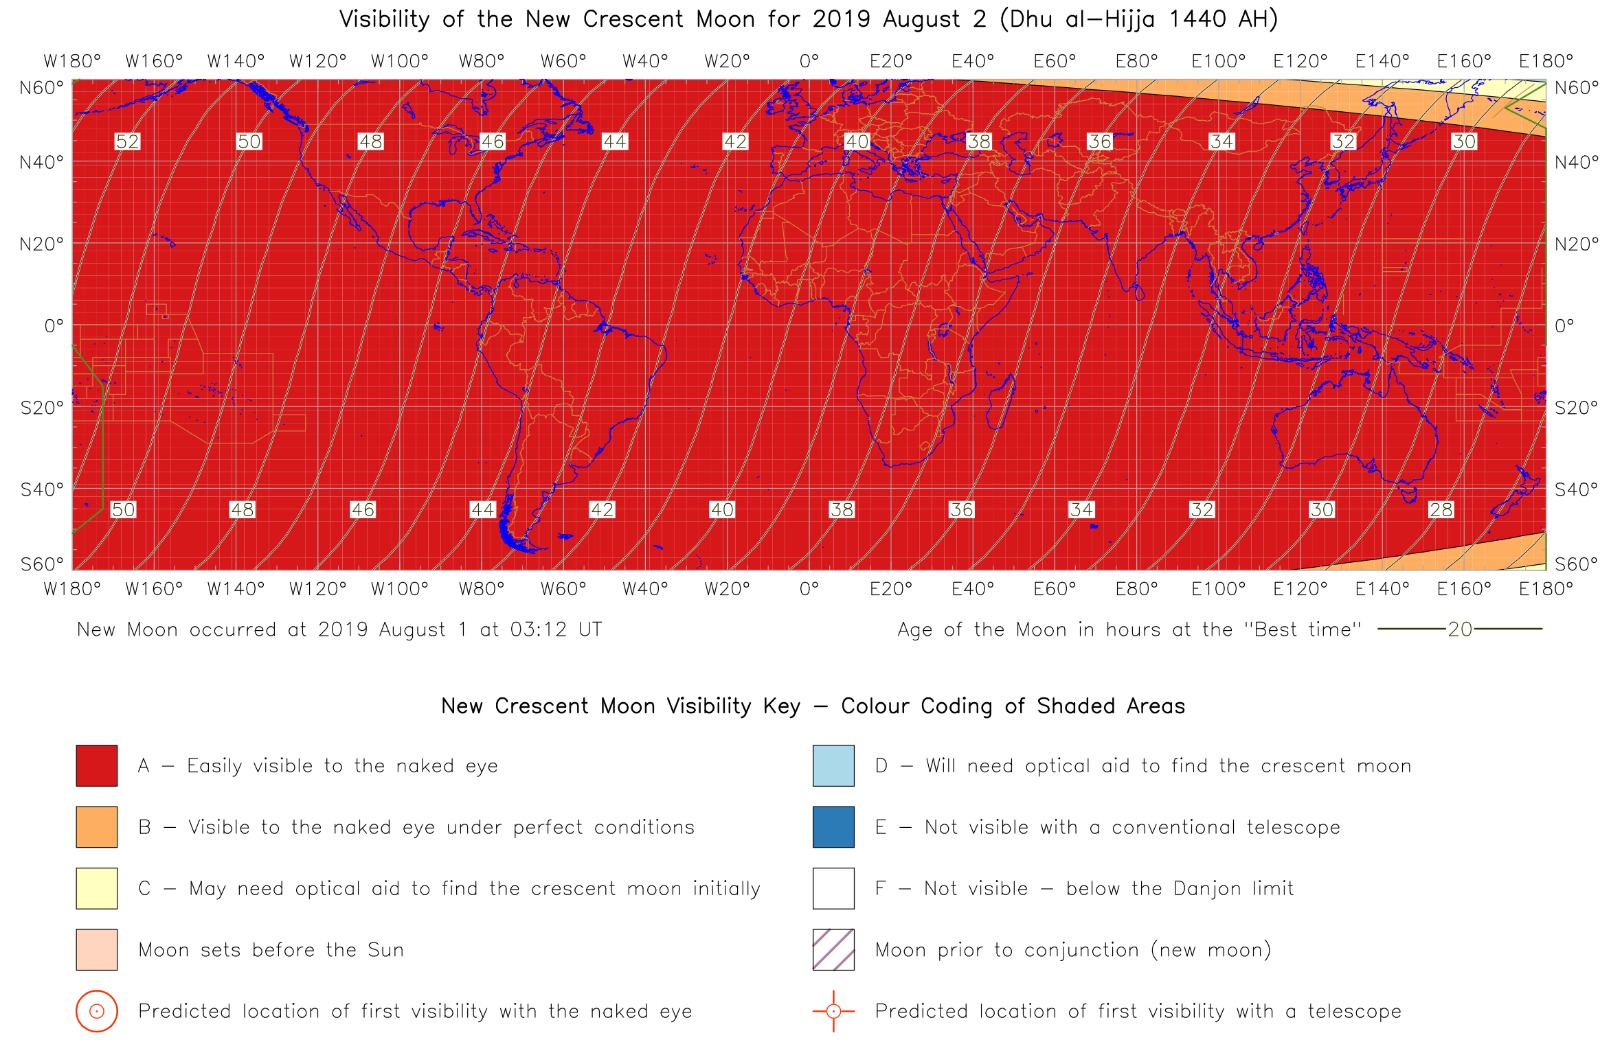 Visibility of the New Crescent Moon for 2019 August 2 (Dhu al-Hijja 1440 AH)
W180° W160° W140° W120° W100° W80° W60° W40° W20° 0° E20° E40° E60° E80° E100° E120° E140° E160° E180°
N60° N60°
52 50 48 46 44 42 40 38 36 34 32 30
N40° N40°
N20° N20°
0° 0°
S20° S20°
S40° S40°
50 48 46 44 42 40 38 36 34 32 30 28
S60° S60°
W180° W160° W140° W120° W100° W80° W60° W40° W20° 0° E20° E40° E60° E80° E100° E120° E140° E160° E180°
New Moon occurred at 2019 August 1 at 03:12 UT
Age of the Moon in hours at the "Best time" 20
New Crescent Moon Visibility Key - Colour Coding of Shaded Areas
A - Easily visible to the naked eye
D - Will need optical aid to find the crescent moon
B - Visible to the naked eye under perfect conditions
E - Not visible with a conventional telescope
C - May need optical aid to find the crescent moon initially
F - Not visible - below the Danjon limit
Moon sets before the Sun
Moon prior to conjunction (new moon)
Predicted location of first visibility with the naked eye
Predicted location of first visibility with a telescope